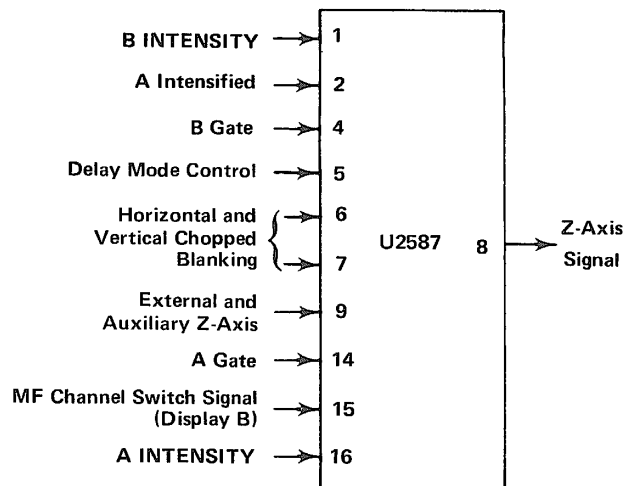 B INTENSITY 1
A Intensified 2
B Gate 4
Delay Mode Control 5
Horizontal and 6
Vertical Chopped
Blanking 7
U2587 8
Z-Axis
Signal
External and 9
Auxiliary Z-Axis
A Gate 14
MF Channel Switch Signal 15
(Display B)
A INTENSITY 16